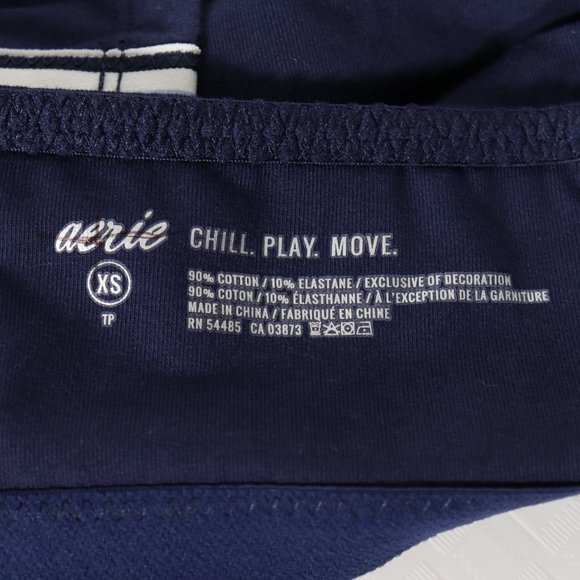 aerie CHILL. PLAY. MOVE.
XS
TP
90% COTTON / 10% ELASTANE / EXCLUSIVE OF DECORATION
90% COTON / 10% ÉLASTHANNE / À L'EXCEPTION DE LA GARNITURE
MADE IN CHINA / FABRIQUÉ EN CHINE
RN 54485 CA 03873